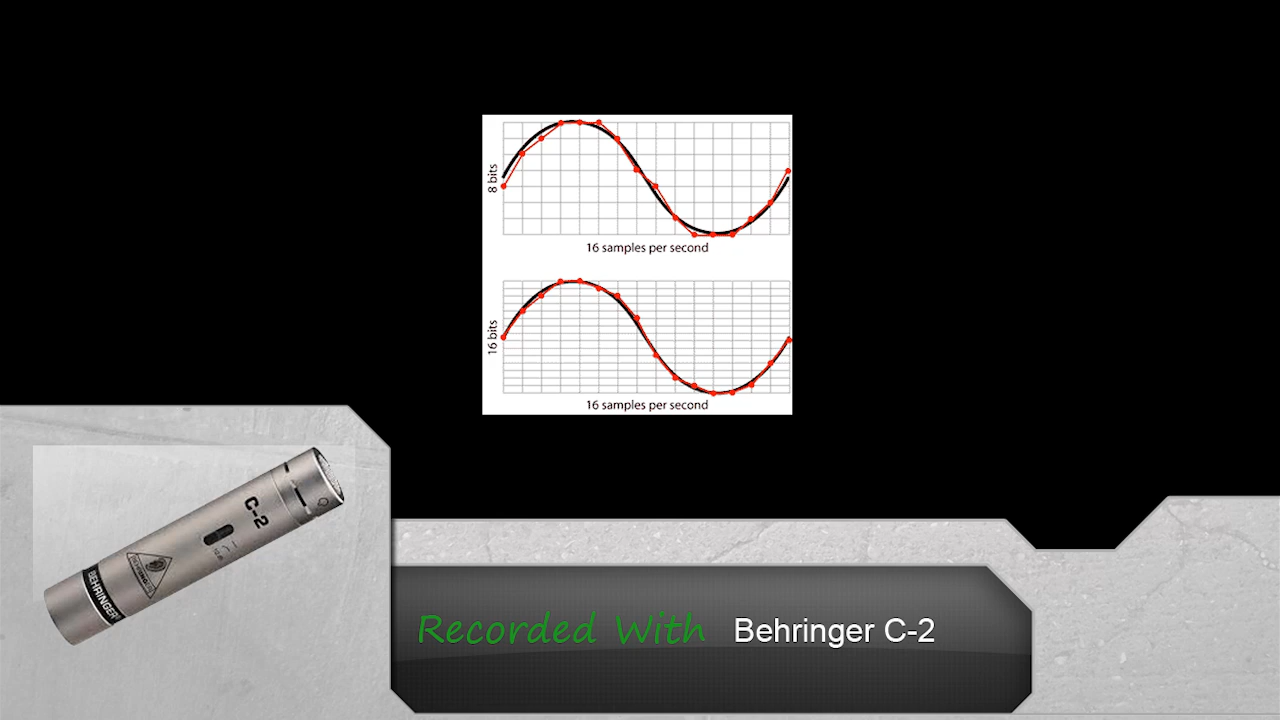 8 bits
16 samples per second
16 bits
16 samples per second
C-2
BEHRINGER
Recorded With Behringer C-2